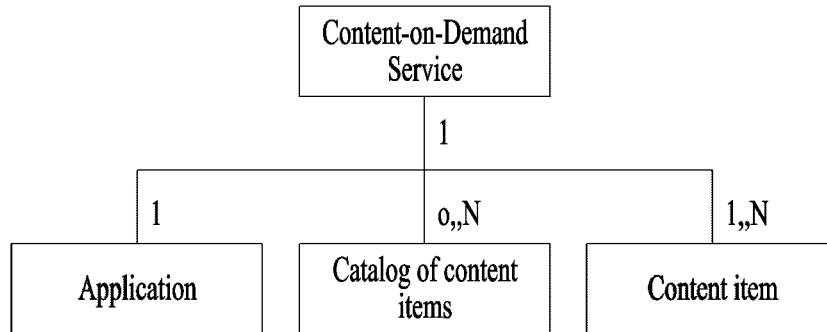 Content-on-Demand
Service
1
1
o,,N
1,,N
Application
Catalog of content
items
Content item